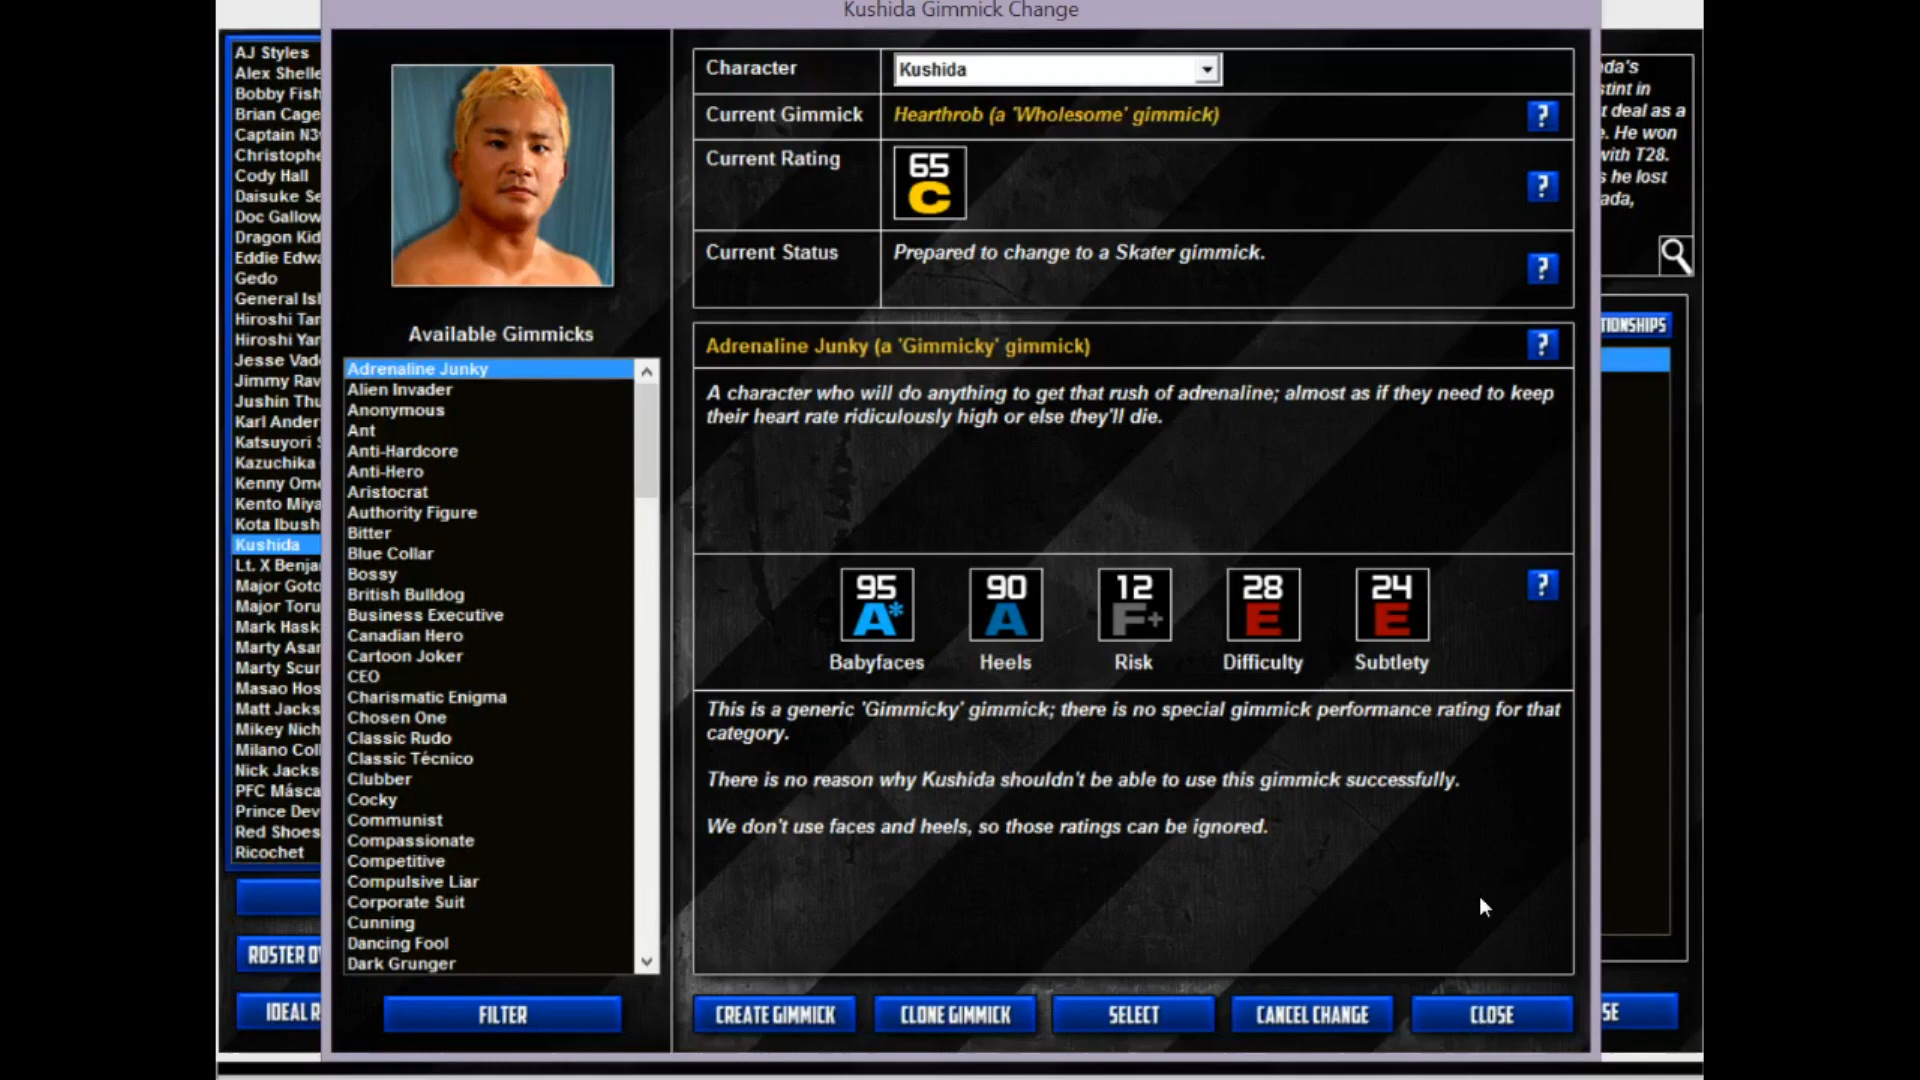 Kushida Gimmick Change
AJ Styles
Alex Shelle
Bobby Fish
Brian Cage
Captain N3
Christophe
Cody Hall
Daisuke Se
Doc Gallow
Dragon Kid
Eddie Edwa
Gedo
General Isl
Hiroshi Tar
Hiroshi Yar
Jesse Vade
Jimmy Rav
Jushin Thu
Karl Ander
Katsuyori S
Kazuchika
Kenny Ome
Kento Miya
Kota Ibush
Kushida
Lt. X Benja
Major Goto
Major Toru
Mark Hask
Marty Asar
Marty Scur
Masao Hos
Matt Jacks
Mikey Nich
Milano Coll
Nick Jacks
PFC Másca
Prince Dev
Red Shoes
Ricochet
ROSTER O
IDEAL R
Available Gimmicks
Adrenaline Junky
Alien Invader
Anonymous
Ant
Anti-Hardcore
Anti-Hero
Aristocrat
Authority Figure
Bitter
Blue Collar
Bossy
British Bulldog
Business Executive
Canadian Hero
Cartoon Joker
CEO
Charismatic Enigma
Chosen One
Classic Rudo
Classic Técnico
Clubber
Cocky
Communist
Compassionate
Competitive
Compulsive Liar
Corporate Suit
Cunning
Dancing Fool
Dark Grunger
FILTER
Character Kushida
Current Gimmick Hearthrob (a 'Wholesome' gimmick) ?
Current Rating 65 C ?
Current Status Prepared to change to a Skater gimmick. ?
Adrenaline Junky (a 'Gimmicky' gimmick) ?
A character who will do anything to get that rush of adrenaline; almost as if they need to keep
their heart rate ridiculously high or else they'll die.
95 90 12 28 24 ?
A* A F+ E E
Babyfaces Heels Risk Difficulty Subtlety
This is a generic 'Gimmicky' gimmick; there is no special gimmick performance rating for that
category.
There is no reason why Kushida shouldn't be able to use this gimmick successfully.
We don't use faces and heels, so those ratings can be ignored.
CREATE GIMMICK CLONE GIMMICK SELECT CANCEL CHANGE CLOSE
da's
stint in
t deal as a
e. He won
with T28.
s he lost
ada,
TIONSHIPS
SE